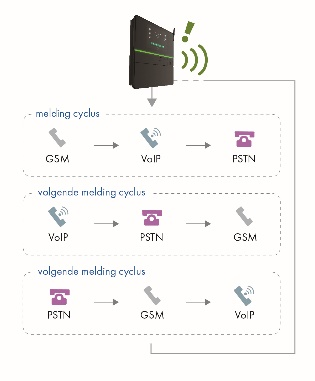 melding cyclus
GSM VoIP PSTN
volgende melding cyclus
VoIP PSTN GSM
volgende melding cyclus
PSTN GSM VoIP